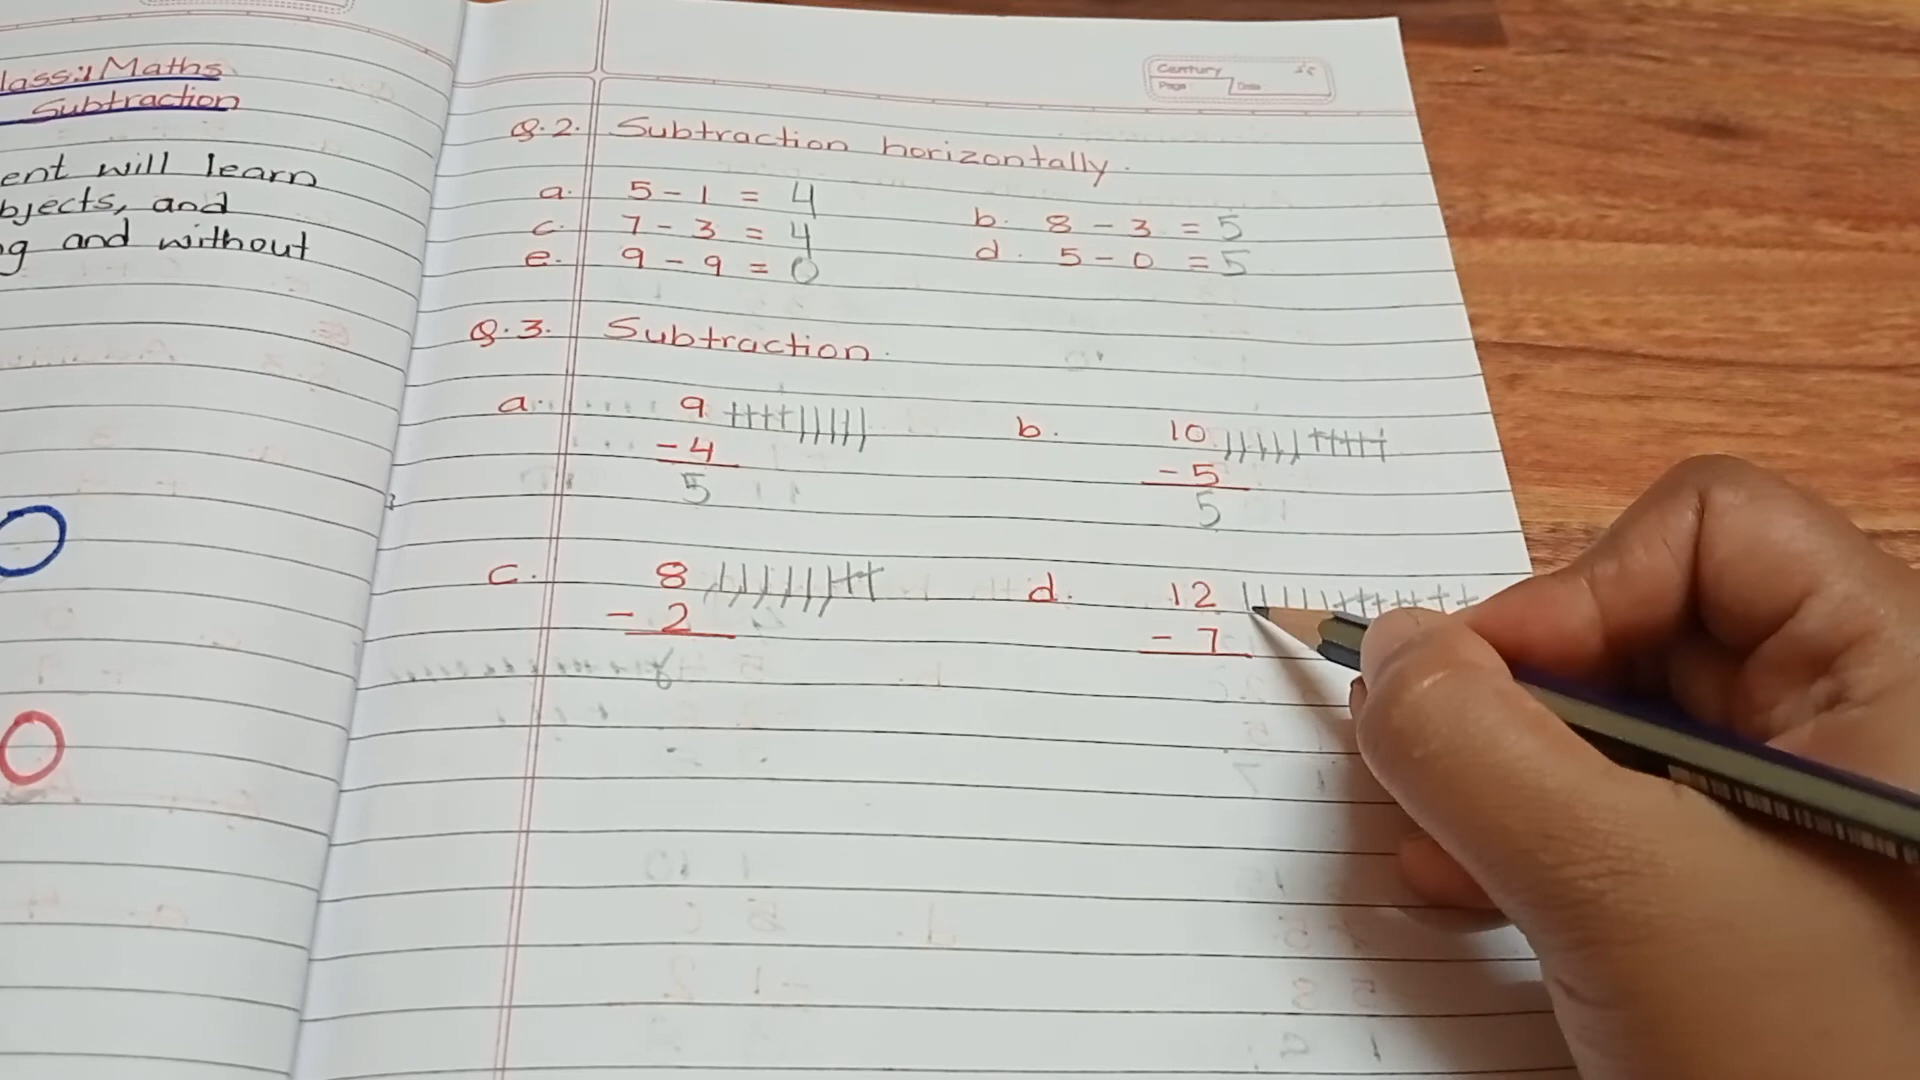 lass:1 Maths
Subtraction
ent will learn
bjects, and
g and without
Century
Page Date
Q.2. Subtraction horizontally.
a. 5 - 1 = 4
b. 8 - 3 = 5
c. 7 - 3 = 4
d. 5 - 0 = 5
e. 9 - 9 = 0
Q.3. Subtraction.
a. 9
- 4
5
b. 10
- 5
5
c. 8
- 2
6
d. 12
- 7